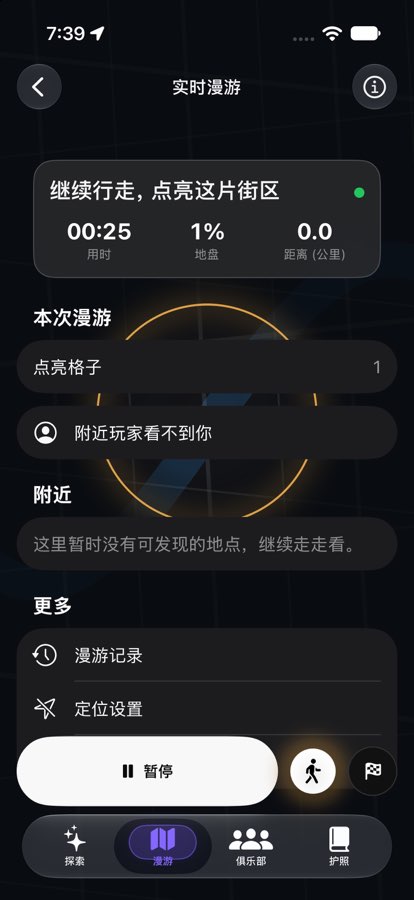 7:39
实时漫游
继续行走，点亮这片街区
00:25 1% 0.0
用时 地盘 距离 (公里)
本次漫游
点亮格子 1
附近玩家看不到你
附近
这里暂时没有可发现的地点，继续走走看。
更多
漫游记录
定位设置
暂停
探索 漫游 俱乐部 护照